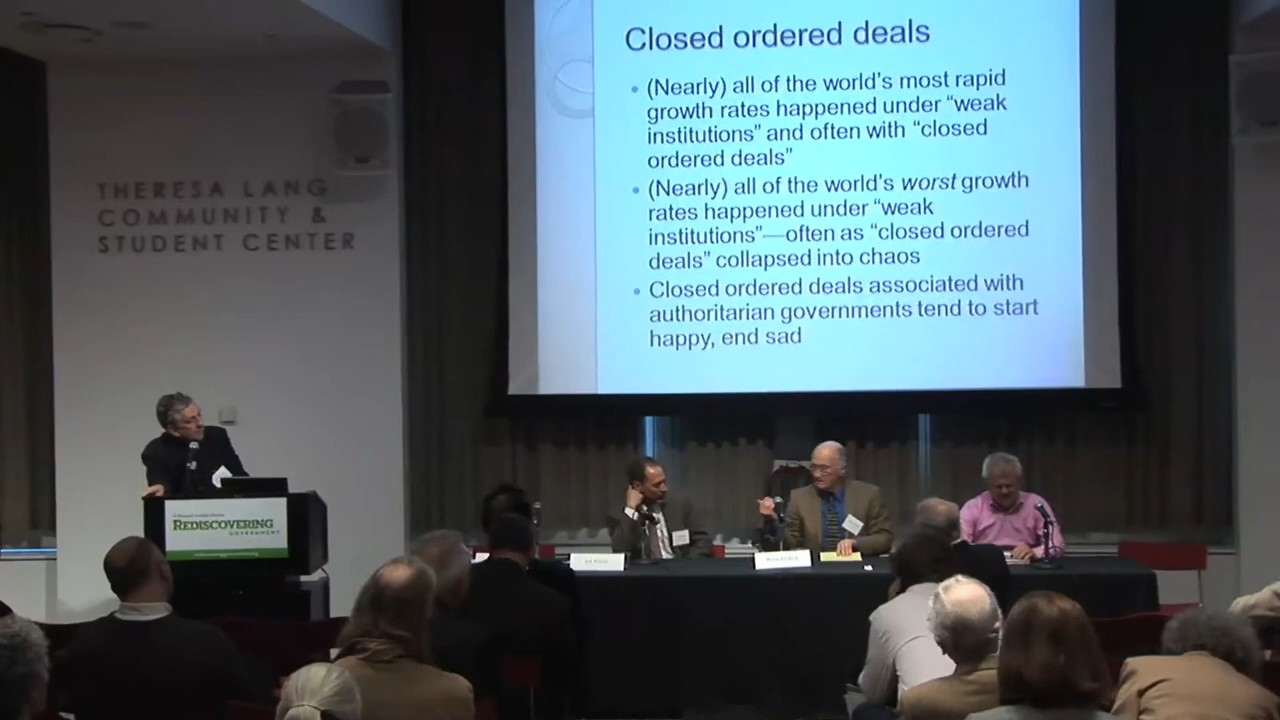 Closed ordered deals
(Nearly) all of the world's most rapid
growth rates happened under “weak
institutions” and often with “closed
ordered deals”
(Nearly) all of the world's worst growth
rates happened under “weak
institutions”—often as “closed ordered
deals” collapsed into chaos
Closed ordered deals associated with
authoritarian governments tend to start
happy, end sad
THERESA LANG
COMMUNITY &
STUDENT CENTER
REDISCOVERING
GOVERNMENT